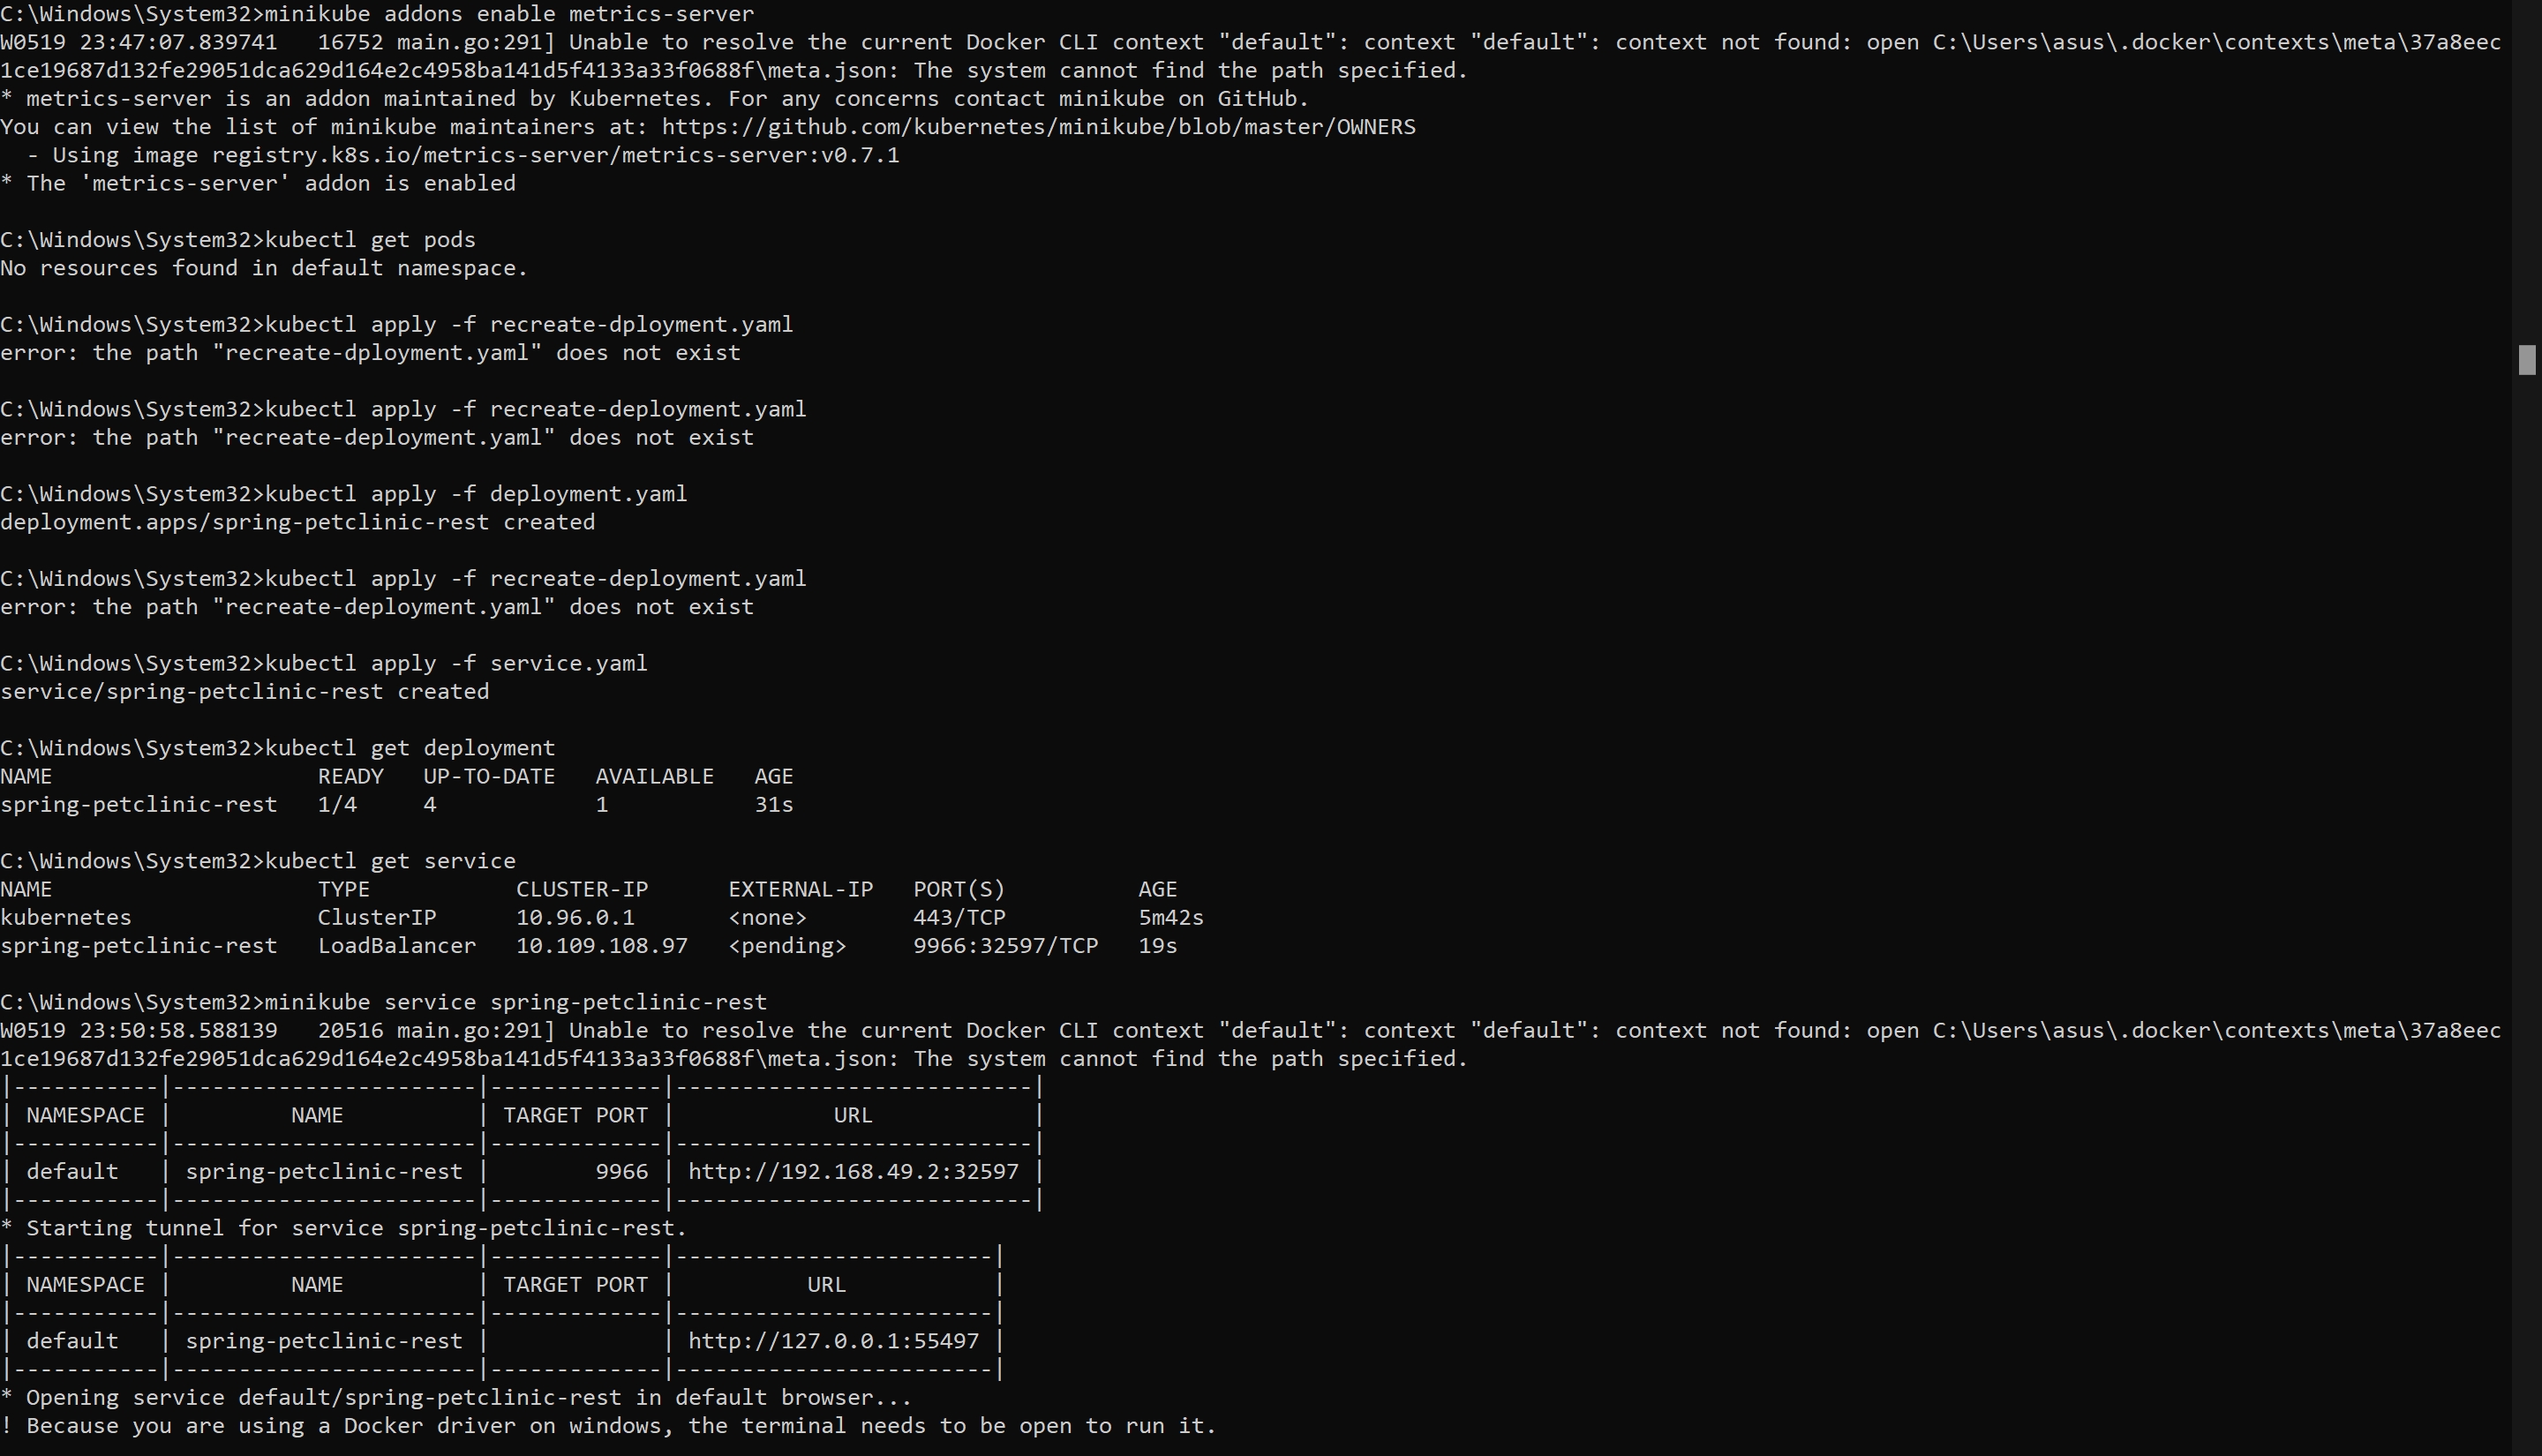 C:\Windows\System32>minikube addons enable metrics-server
W0519 23:47:07.839741   16752 main.go:291] Unable to resolve the current Docker CLI context "default": context "default": context not found: open C:\Users\asus\.docker\contexts\meta\37a8eec
1ce19687d132fe29051dca629d164e2c4958ba141d5f4133a33f0688f\meta.json: The system cannot find the path specified.
* metrics-server is an addon maintained by Kubernetes. For any concerns contact minikube on GitHub.
You can view the list of minikube maintainers at: https://github.com/kubernetes/minikube/blob/master/OWNERS
  - Using image registry.k8s.io/metrics-server/metrics-server:v0.7.1
* The 'metrics-server' addon is enabled

C:\Windows\System32>kubectl get pods
No resources found in default namespace.

C:\Windows\System32>kubectl apply -f recreate-dployment.yaml
error: the path "recreate-dployment.yaml" does not exist

C:\Windows\System32>kubectl apply -f recreate-deployment.yaml
error: the path "recreate-deployment.yaml" does not exist

C:\Windows\System32>kubectl apply -f deployment.yaml
deployment.apps/spring-petclinic-rest created

C:\Windows\System32>kubectl apply -f recreate-deployment.yaml
error: the path "recreate-deployment.yaml" does not exist

C:\Windows\System32>kubectl apply -f service.yaml
service/spring-petclinic-rest created

C:\Windows\System32>kubectl get deployment
NAME                    READY   UP-TO-DATE   AVAILABLE   AGE
spring-petclinic-rest   1/4     4            1           31s

C:\Windows\System32>kubectl get service
NAME                    TYPE           CLUSTER-IP      EXTERNAL-IP   PORT(S)          AGE
kubernetes              ClusterIP      10.96.0.1       <none>        443/TCP          5m42s
spring-petclinic-rest   LoadBalancer   10.109.108.97   <pending>     9966:32597/TCP   19s

C:\Windows\System32>minikube service spring-petclinic-rest
W0519 23:50:58.588139   20516 main.go:291] Unable to resolve the current Docker CLI context "default": context "default": context not found: open C:\Users\asus\.docker\contexts\meta\37a8eec
1ce19687d132fe29051dca629d164e2c4958ba141d5f4133a33f0688f\meta.json: The system cannot find the path specified.
|-----------|-----------------------|-------------|---------------------------|
| NAMESPACE |         NAME          | TARGET PORT |            URL            |
|-----------|-----------------------|-------------|---------------------------|
| default   | spring-petclinic-rest |        9966 | http://192.168.49.2:32597 |
|-----------|-----------------------|-------------|---------------------------|
* Starting tunnel for service spring-petclinic-rest.
|-----------|-----------------------|-------------|------------------------|
| NAMESPACE |         NAME          | TARGET PORT |          URL           |
|-----------|-----------------------|-------------|------------------------|
| default   | spring-petclinic-rest |             | http://127.0.0.1:55497 |
|-----------|-----------------------|-------------|------------------------|
* Opening service default/spring-petclinic-rest in default browser...
! Because you are using a Docker driver on windows, the terminal needs to be open to run it.